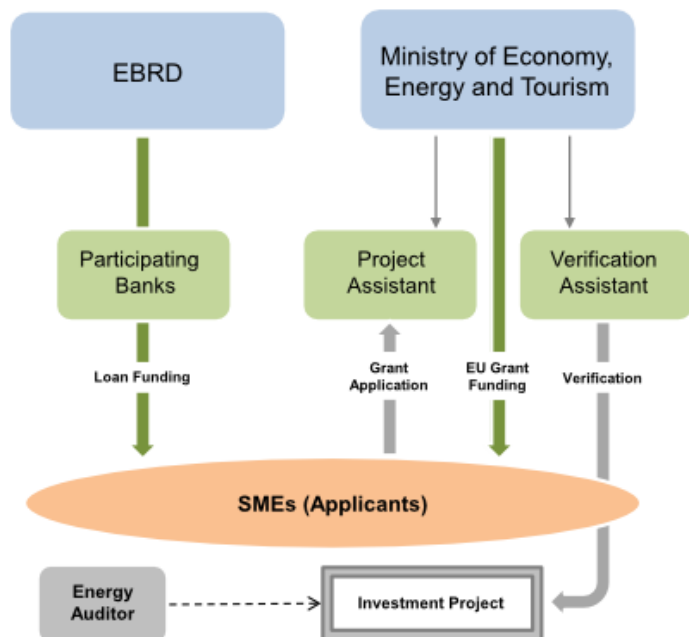 EBRD
Ministry of Economy,
Energy and Tourism
Participating
Banks
Project
Assistant
Verification
Assistant
Loan Funding
Grant
Application
EU Grant
Funding
Verification
SMEs (Applicants)
Energy
Auditor
Investment Project